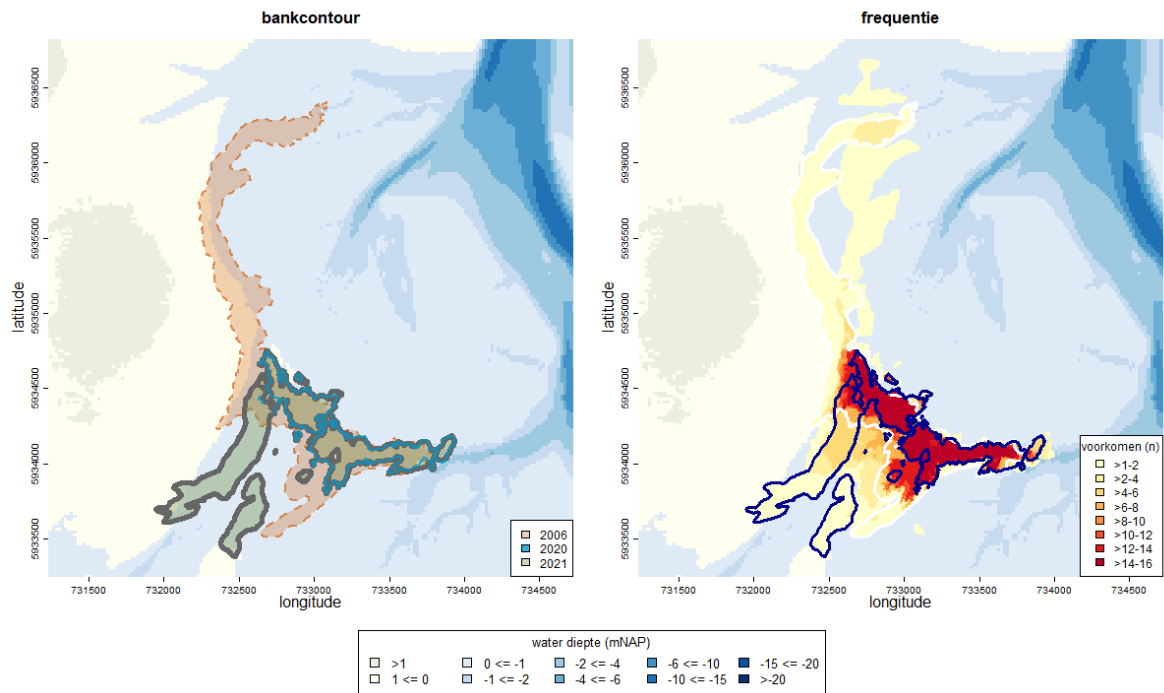 bankcontour
5936500
5936000
5935500
5935000
5934500
5934000
5933500
latitude
2006
2020
2021
731500 732000 732500 733000 733500 734000 734500
longitude
frequentie
5936500
5936000
5935500
5935000
5934500
5934000
5933500
latitude
voorkomen (n)
>1-2
>2-4
>4-6
>6-8
>8-10
>10-12
>12-14
>14-16
731500 732000 732500 733000 733500 734000 734500
longitude
water diepte (mNAP)
>1 0 <= -1 -2 <= -4 -6 <= -10 -15 <= -20
1 <= 0 -1 <= -2 -4 <= -6 -10 <= -15 >-20